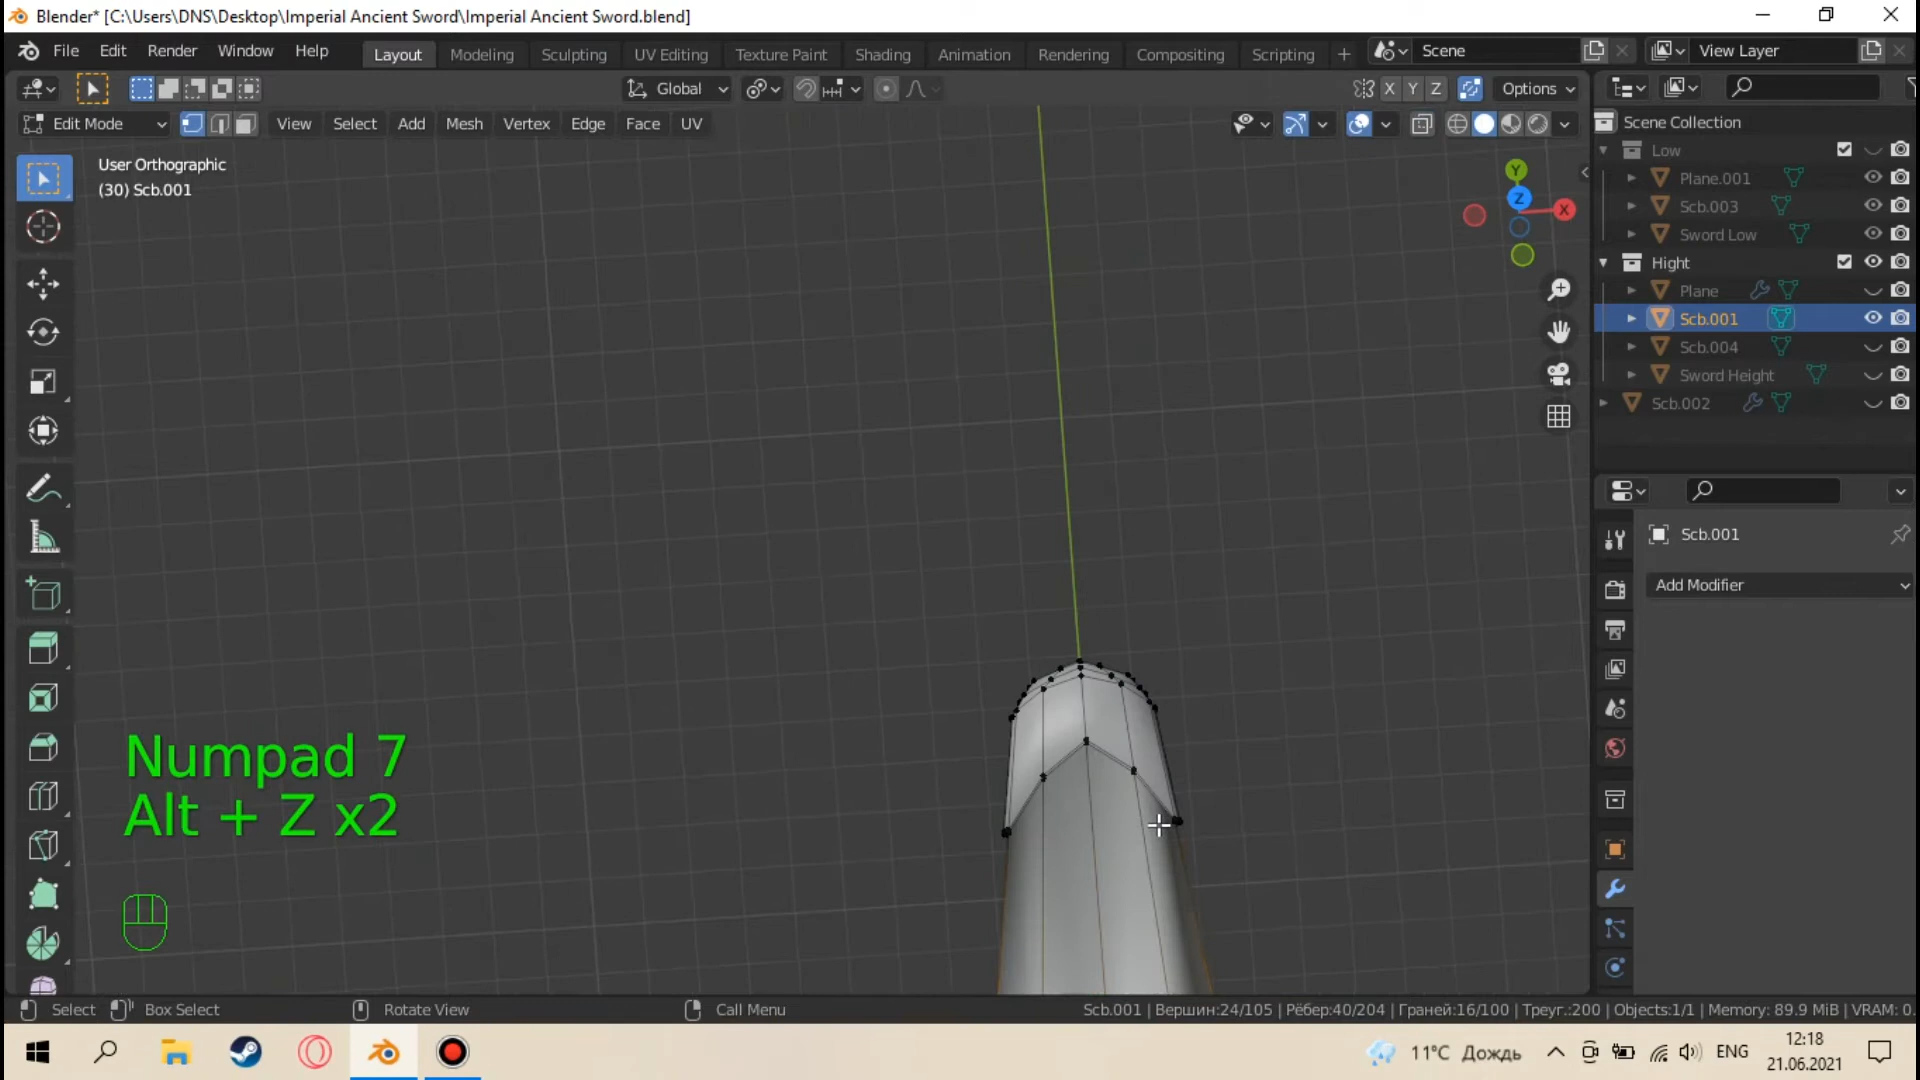 Blender* [C:\Users\DNS\Desktop\Imperial Ancient Sword\Imperial Ancient Sword.blend]
File Edit Render Window Help Layout Modeling Sculpting UV Editing Texture Paint Shading Animation Rendering Compositing Scripting + Scene View Layer
Global X Y Z Options
Edit Mode View Select Add Mesh Vertex Edge Face UV
User Orthographic
(30) Scb.001
Y
Z
X
Scene Collection
Low
Plane.001
Scb.003
Sword Low
Hight
Plane
Scb.001
Scb.004
Sword Height
Scb.002
Scb.001
Add Modifier
Numpad 7
Alt + Z x2
Select Box Select Rotate View Call Menu Scb.001 | Вершин:24/105 | Рёбер:40/204 | Граней:16/100 | Треуг.:200 | Objects:1/1 | Memory: 89.9 MiB | VRAM: 0.
11°C Дождь ENG 12:18
21.06.2021